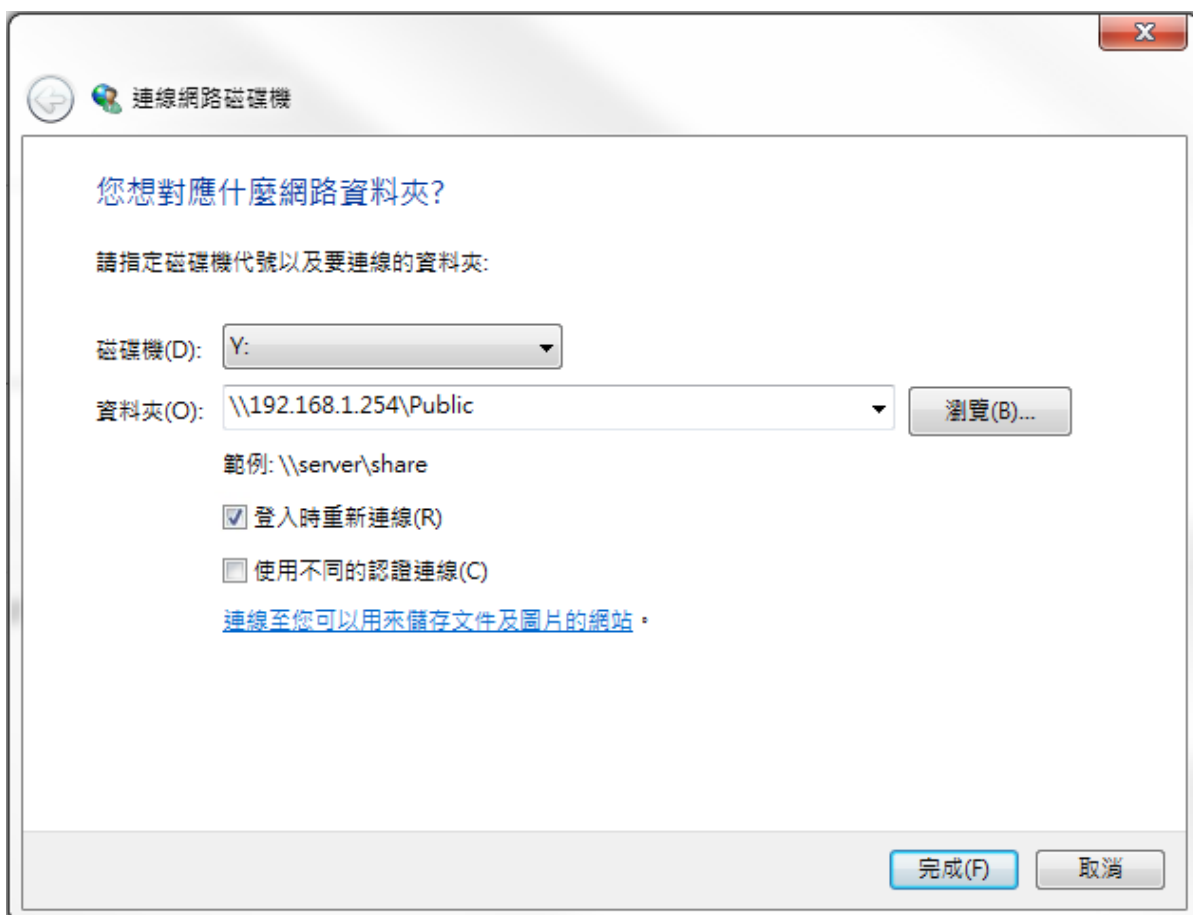 連線網路磁碟機
您想對應什麼網路資料夾?
請指定磁碟機代號以及要連線的資料夾:
磁碟機(D): Y:
資料夾(O): \\192.168.1.254\Public 瀏覽(B)...
範例: \\server\share
登入時重新連線(R)
使用不同的認證連線(C)
連線至您可以用來儲存文件及圖片的網站。
完成(F) 取消